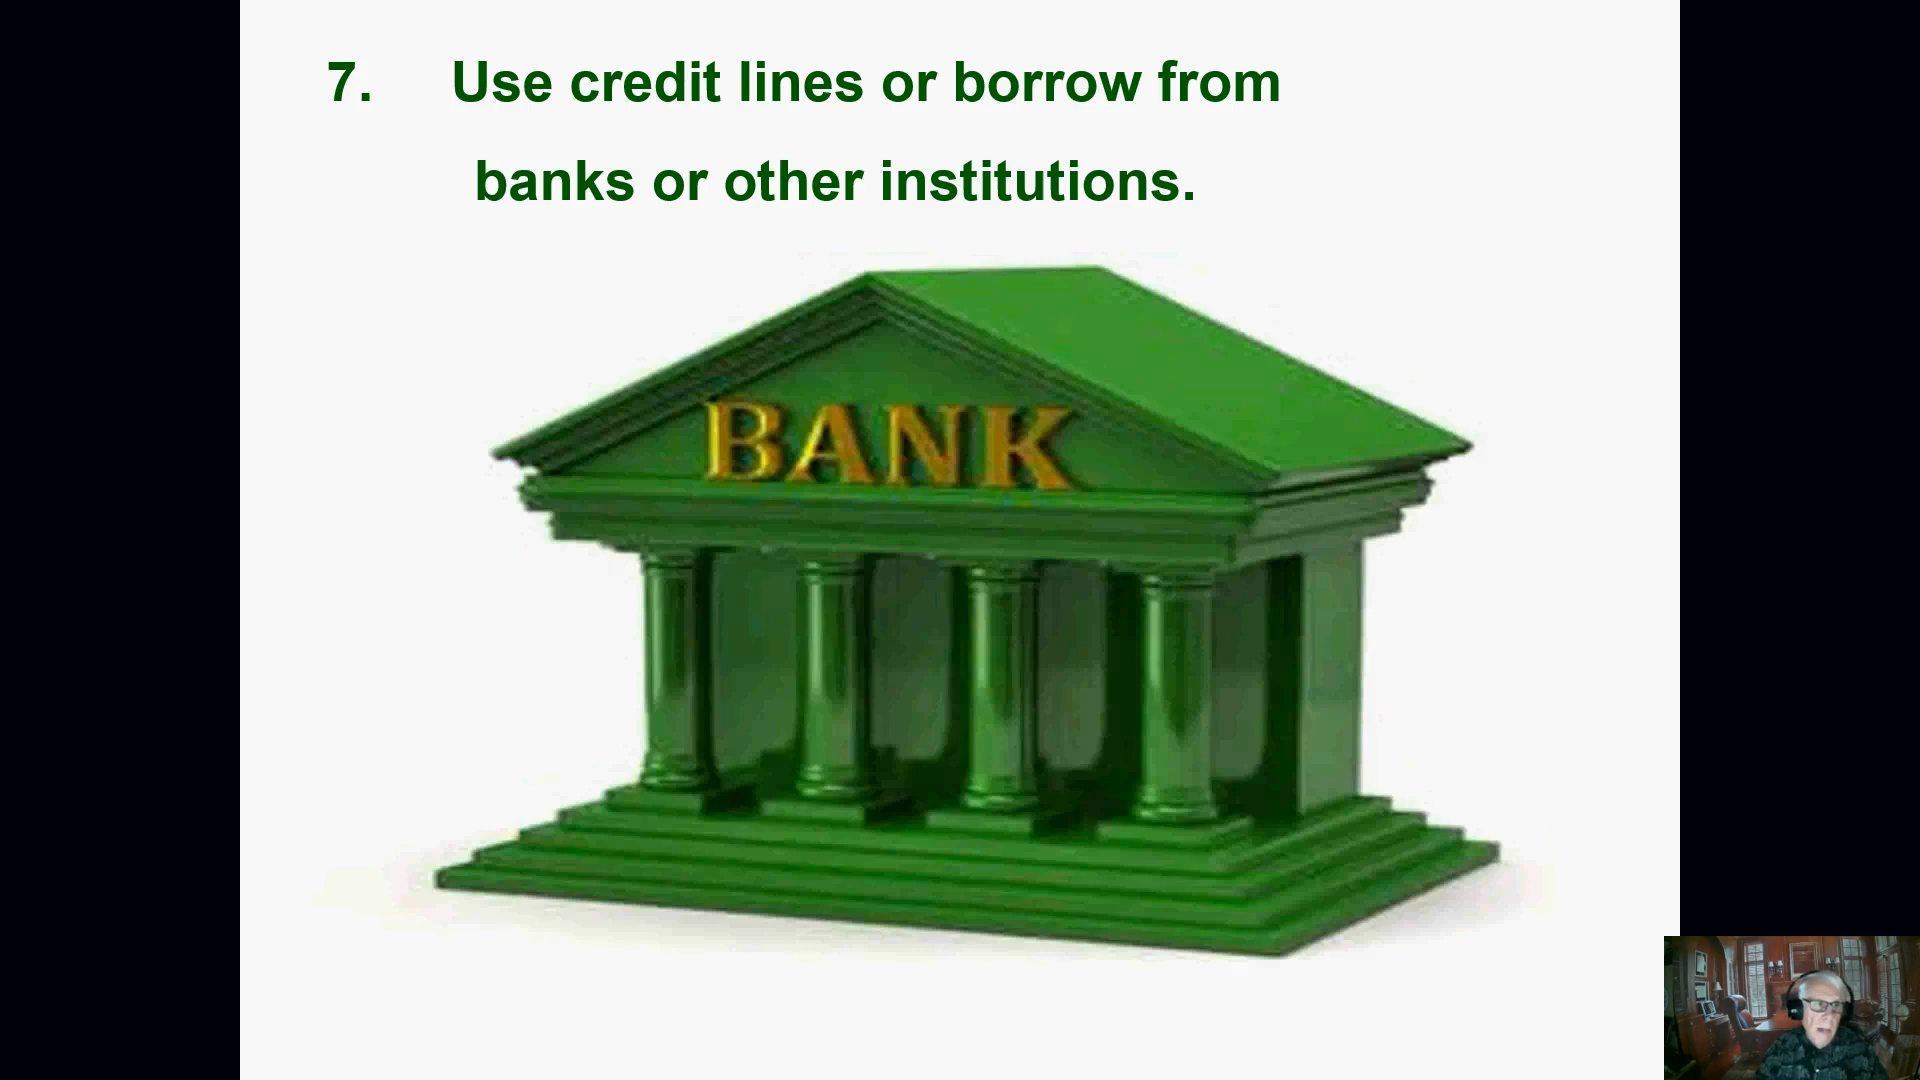 7. Use credit lines or borrow from
banks or other institutions.
BANK